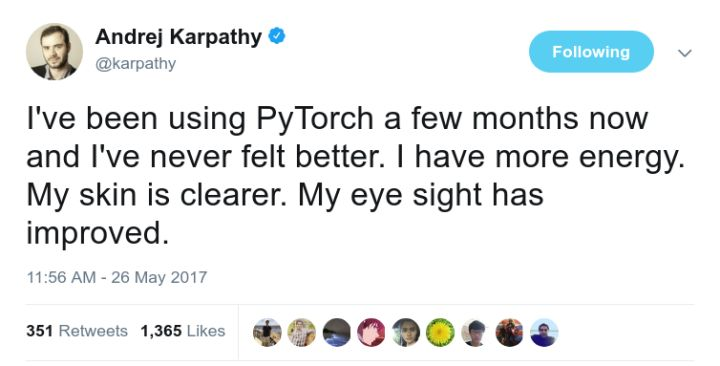 Andrej Karpathy
@karpathy
Following
I've been using PyTorch a few months now
and I've never felt better. I have more energy.
My skin is clearer. My eye sight has
improved.
11:56 AM - 26 May 2017
351 Retweets 1,365 Likes